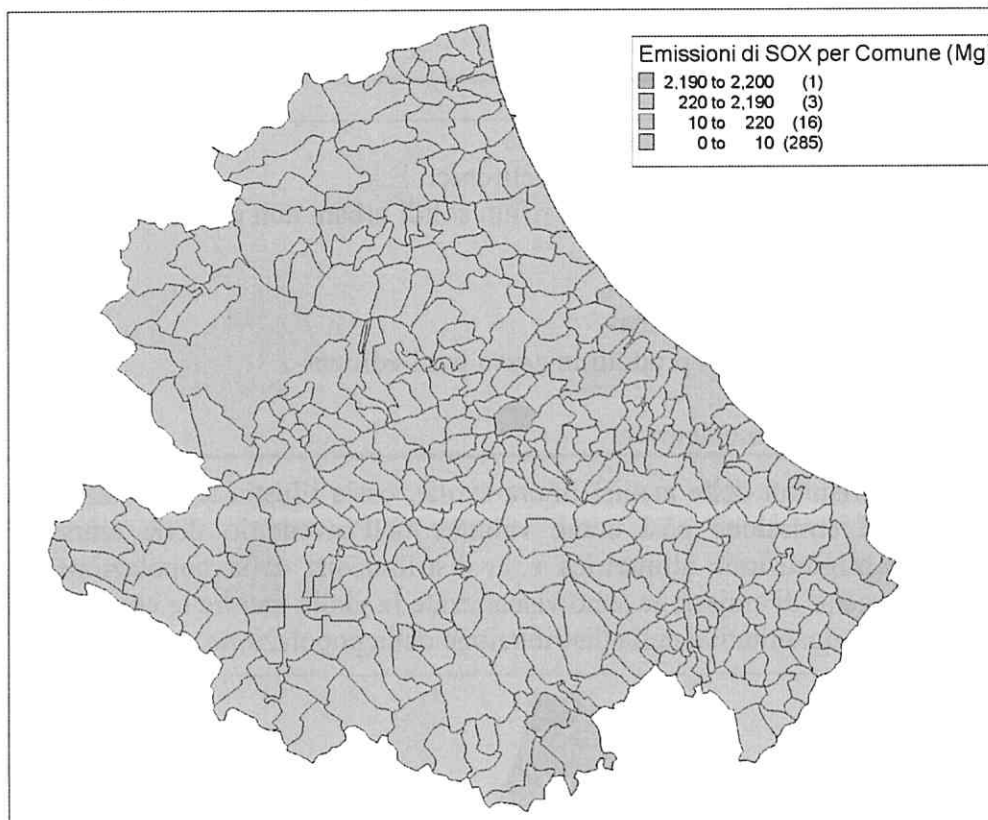 Emissioni di SOX per Comune (Mg
2,190 to 2,200 (1)
220 to 2,190 (3)
10 to 220 (16)
0 to 10 (285)